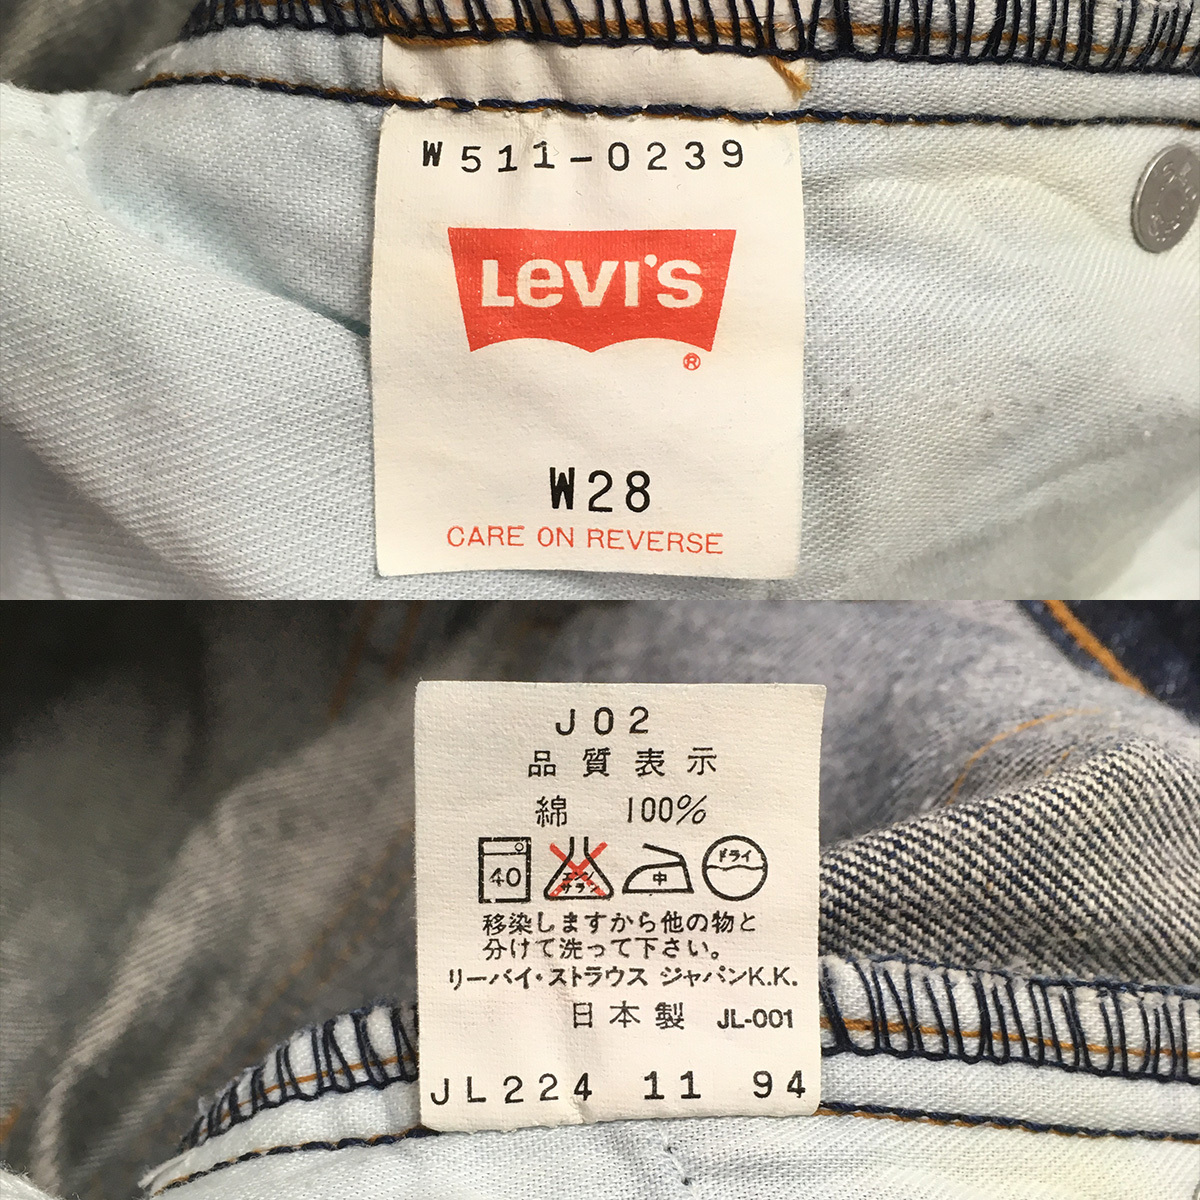 W511-0239
Levi's
®
W28
CARE ON REVERSE
J02
品質表示
綿 100%
40 エンソサラシ 中 ドライ
移染しますから他の物と
分けて洗って下さい。
リーバイ・ストラウス ジャパンK.K.
日本製 JL-001
JL224 11 94